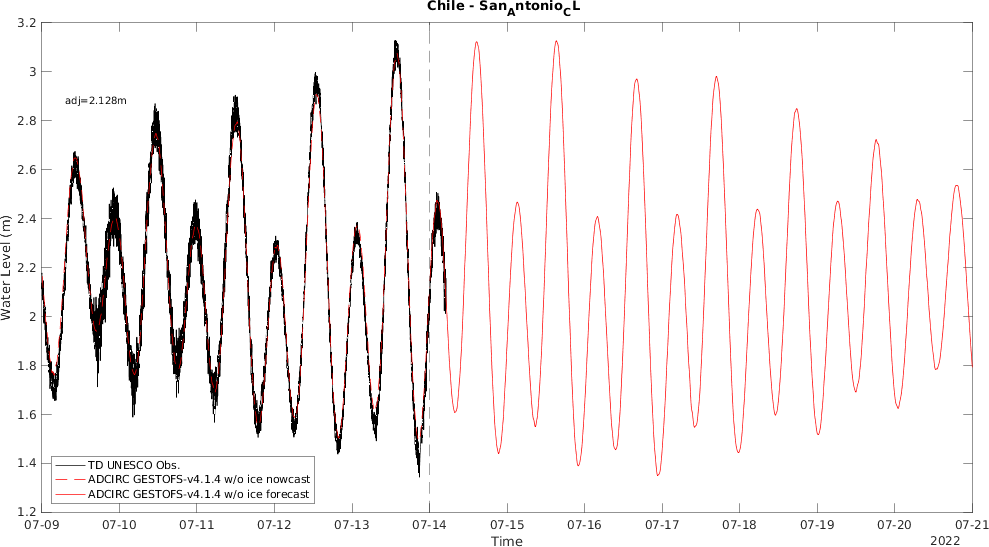 Chile - SanAntonioCL
3.2
3
2.8
2.6
2.4
2.2
2
1.8
1.6
1.4
1.2
Water Level (m)
adj=2.128m
TD UNESCO Obs.
ADCIRC GESTOFS-v4.1.4 w/o ice nowcast
ADCIRC GESTOFS-v4.1.4 w/o ice forecast
07-09 07-10 07-11 07-12 07-13 07-14 07-15 07-16 07-17 07-18 07-19 07-20 07-21
Time
2022